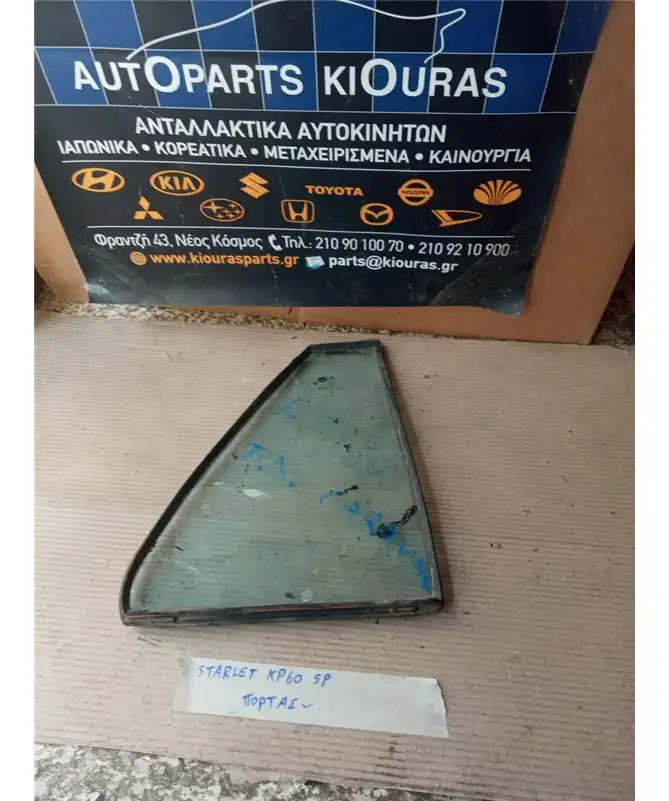 AUTOPARTS KIOURAS
ΑΝΤΑΛΛΑΚΤΙΚΑ ΑΥΤΟΚΙΝΗΤΩΝ
ΙΑΠΩΝΙΚΑ • ΚΟΡΕΑΤΙΚΑ • ΜΕΤΑΧΕΙΡΙΣΜΕΝΑ • ΚΑΙΝΟΥΡΓΙΑ
KIA TOYOTA NISSAN
Φραντζή 43, Νέος Κόσμος Τηλ.: 210 90 100 70 • 210 92 10 900
www.kiourasparts.gr parts@kiouras.gr
STARLET KP60 5P
ΠΟΡΤΑΣ